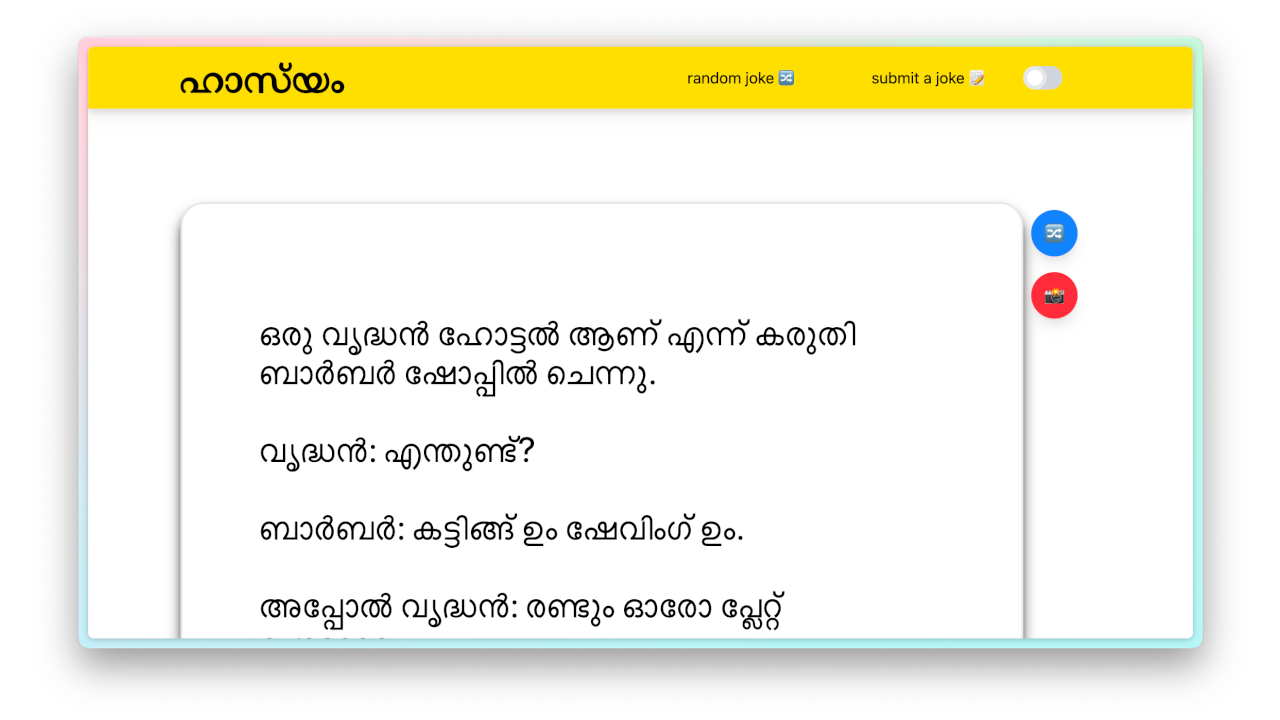 ഹാസ്യം
random joke 🔀
submit a joke 📝
ഒരു വൃദ്ധൻ ഹോട്ടൽ ആണ് എന്ന് കരുതി
ബാർബർ ഷോപ്പിൽ ചെന്നു.
വൃദ്ധൻ: എന്തുണ്ട്?
ബാർബർ: കട്ടിങ്ങ് ഉം ഷേവിംഗ് ഉം.
അപ്പോൽ വൃദ്ധൻ: രണ്ടും ഓരോ പ്ലേറ്റ്